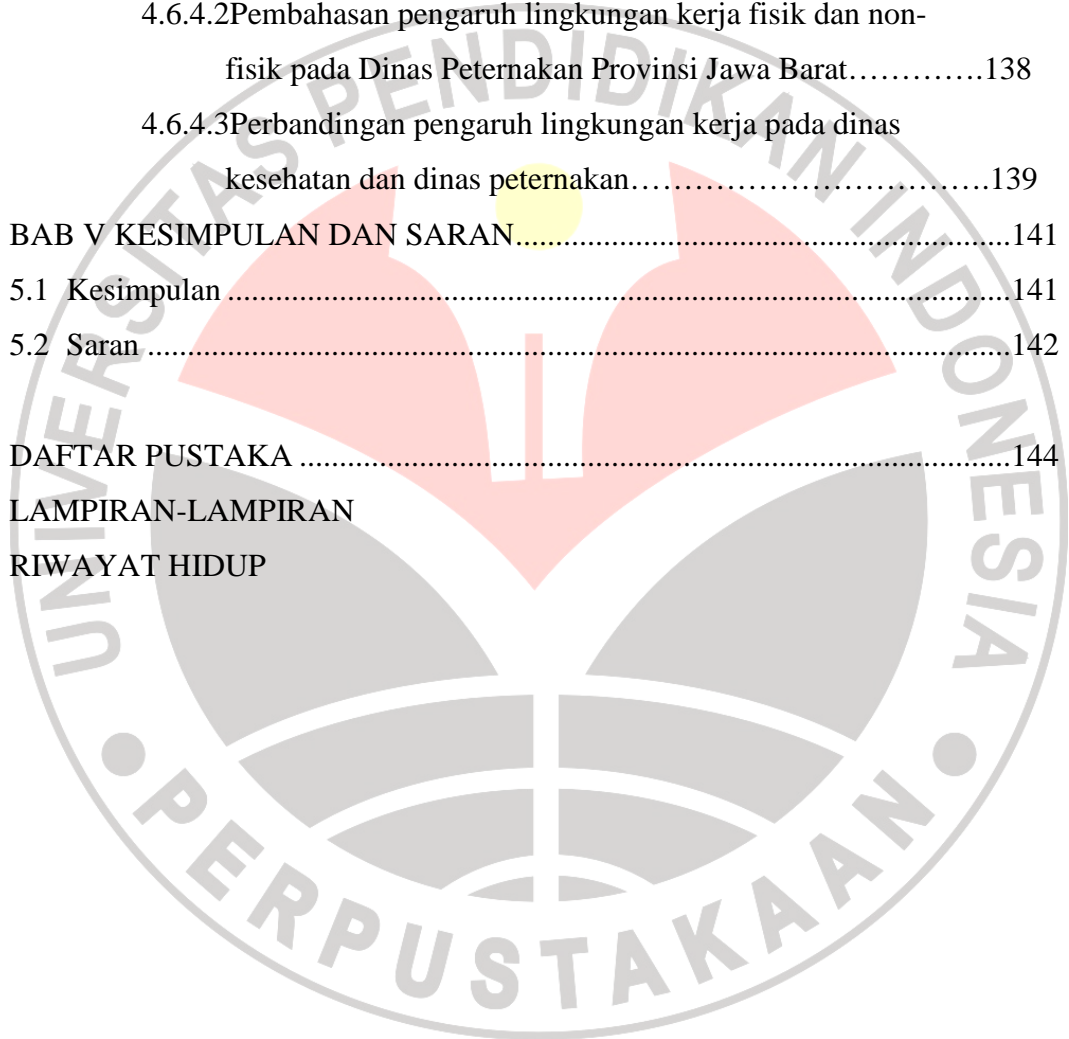 4.6.4.2Pembahasan pengaruh lingkungan kerja fisik dan non-
fisik pada Dinas Peternakan Provinsi Jawa Barat………….138
4.6.4.3Perbandingan pengaruh lingkungan kerja pada dinas
kesehatan dan dinas peternakan…………………………….139
BAB V KESIMPULAN DAN SARAN..............................................................141
5.1 Kesimpulan ..................................................................................................141
5.2 Saran ............................................................................................................142
DAFTAR PUSTAKA .........................................................................................144
LAMPIRAN-LAMPIRAN
RIWAYAT HIDUP
UNIVERSITAS PENDIDIKAN INDONESIA
PERPUSTAKAAN